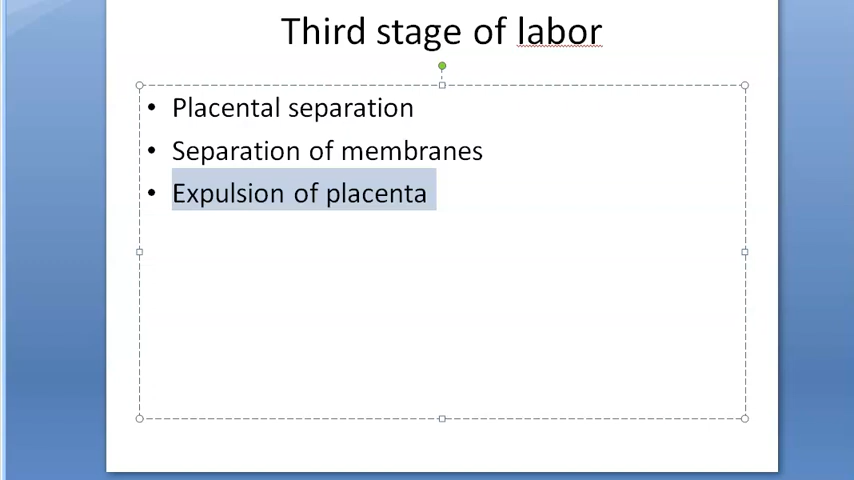 Third stage of labor
• Placental separation
• Separation of membranes
• Expulsion of placenta